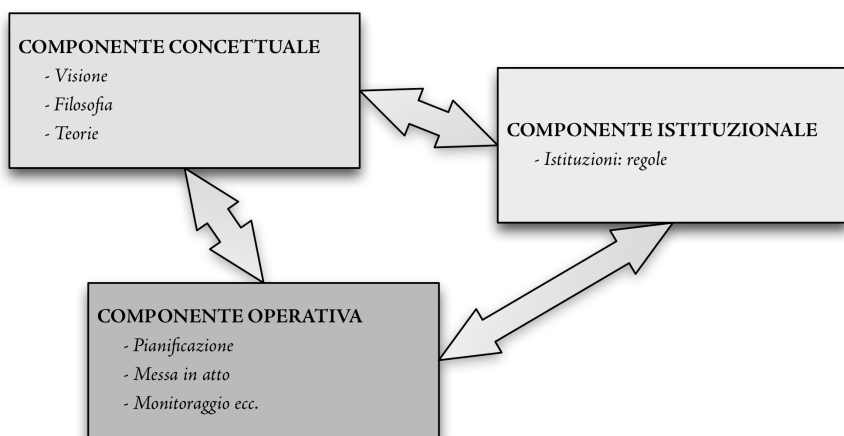 COMPONENTE CONCETTUALE
- Visione
- Filosofia
- Teorie
COMPONENTE ISTITUZIONALE
- Istituzioni: regole
COMPONENTE OPERATIVA
- Pianificazione
- Messa in atto
- Monitoraggio ecc.